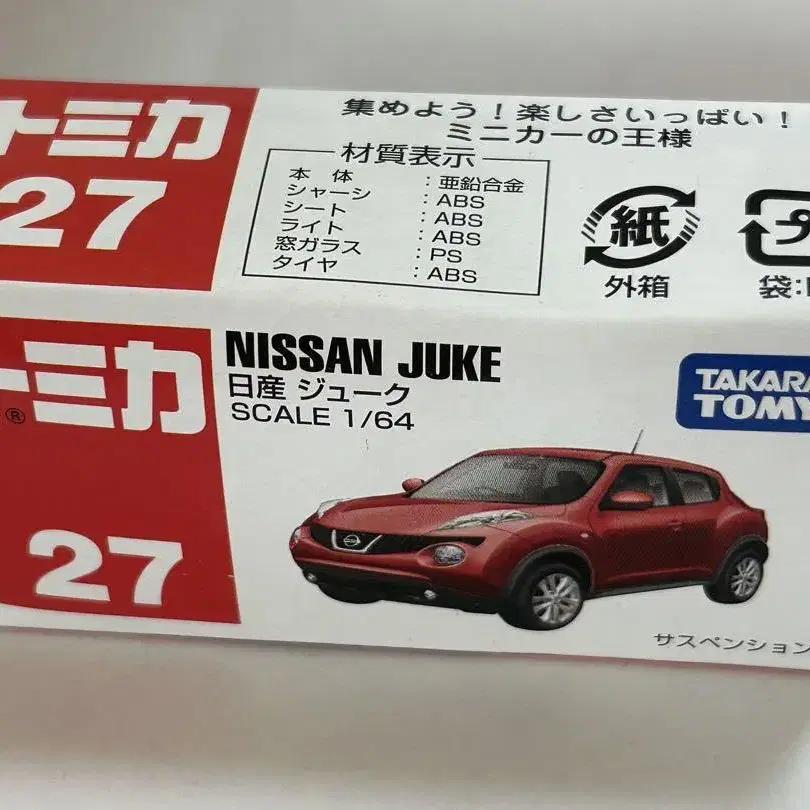 トミカ
27
集めよう！楽しさいっぱい！
ミニカーの王様
材質表示
本体 : 亜鉛合金
シャーシ : ABS
シート : ABS
ライト : ABS
窓ガラス : PS
タイヤ : ABS
紙
外箱
プ
袋:
トミカ
®
27
NISSAN JUKE
日産 ジューク
SCALE 1/64
TAKARA
TOMY
サスペンション